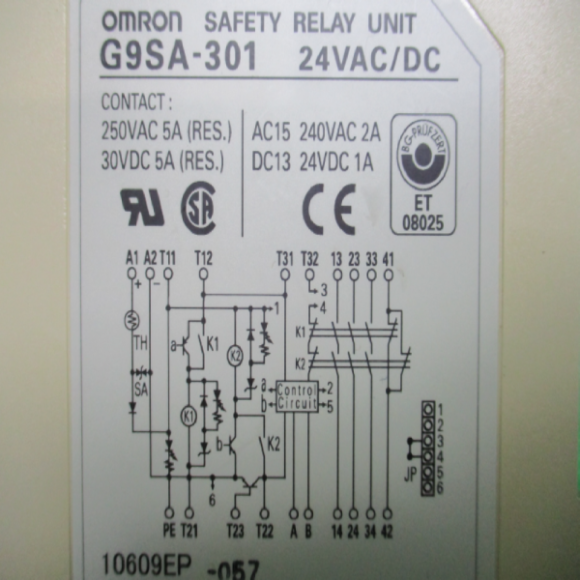 OMRON SAFETY RELAY UNIT
G9SA-301 24VAC/DC
CONTACT :
250VAC 5A (RES.)
30VDC 5A (RES.)
AC15 240VAC 2A
DC13 24VDC 1A
BG-PRÜFZERT
ET
08025
CE
A1 A2 T11 T12 T31 T32 13 23 33 41
+ −
3
4
1
TH
SA
a
K1
K2
K1
K2
K1
a
b
Control
Circuit
2
5
b
K2
6
JP
1
2
3
4
5
6
PE T21 T23 T22 A B 14 24 34 42
10609EP -057